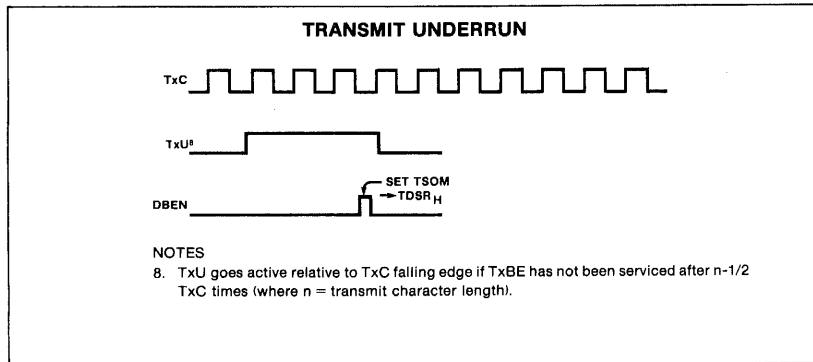 TRANSMIT UNDERRUN
TxC
TxU8
SET TSOM
→TDSR H
DBEN
NOTES
8. TxU goes active relative to TxC falling edge if TxBE has not been serviced after n-1/2
TxC times (where n = transmit character length).